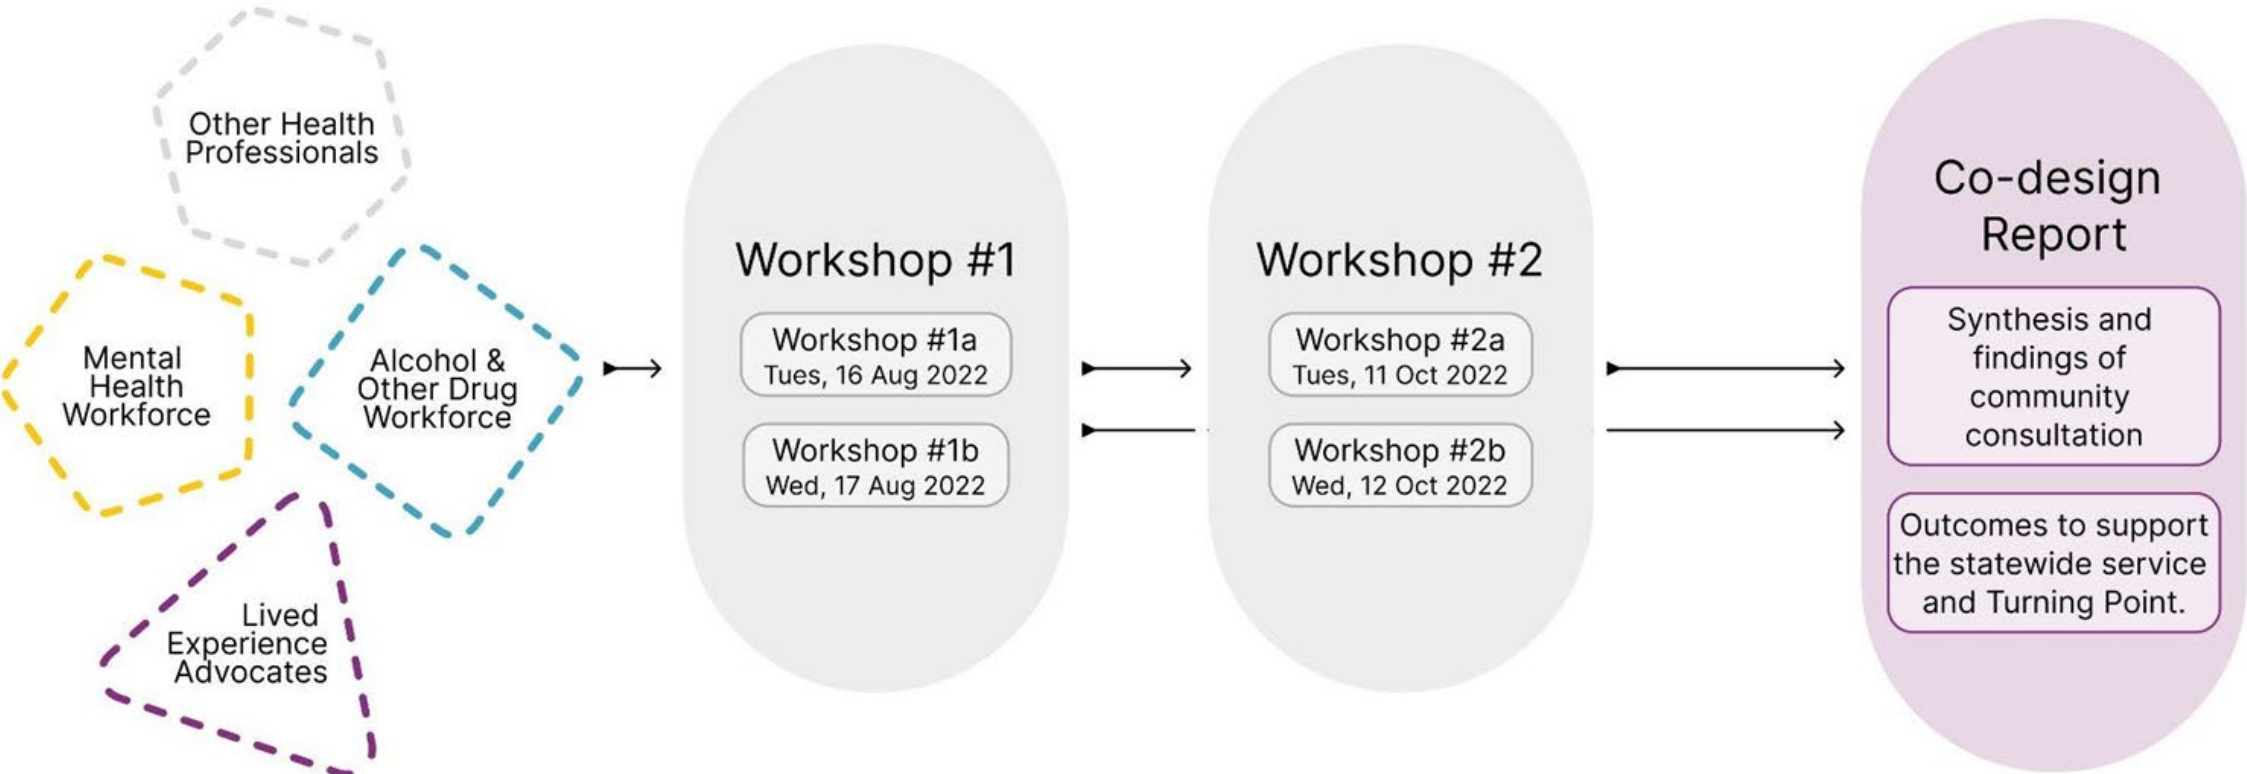 Other Health
Professionals
Mental
Health
Workforce
Alcohol &
Other Drug
Workforce
Lived
Experience
Advocates
Workshop #1
Workshop #1a
Tues, 16 Aug 2022
Workshop #1b
Wed, 17 Aug 2022
Workshop #2
Workshop #2a
Tues, 11 Oct 2022
Workshop #2b
Wed, 12 Oct 2022
Co-design
Report
Synthesis and
findings of
community
consultation
Outcomes to support
the statewide service
and Turning Point.